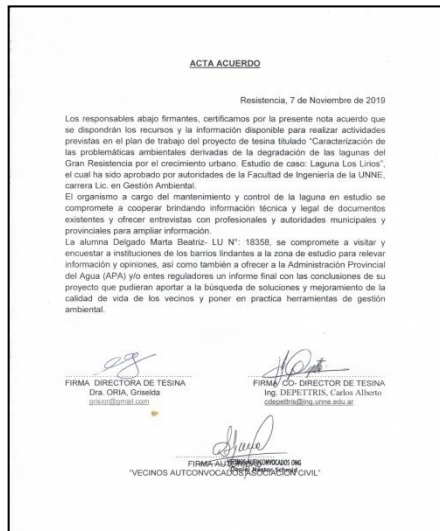 ACTA ACUERDO
Resistencia, 7 de Noviembre de 2019
Los responsables abajo firmantes, certificamos por la presente nota acuerdo que
se dispondrán los recursos y la información disponible para realizar actividades
previstas en el plan de trabajo del proyecto de tesina titulado "Caracterización de
las problemáticas ambientales derivadas de la degradación de las lagunas del
Gran Resistencia por el crecimiento urbano. Estudio de caso: Laguna Los Lirios",
el cual ha sido aprobado por autoridades de la Facultad de Ingeniería de la UNNE,
carrera Lic. en Gestión Ambiental.
El organismo a cargo del mantenimiento y control de la laguna en estudio se
compromete a cooperar brindando información técnica y legal de documentos
existentes y ofrecer entrevistas con profesionales y autoridades municipales y
provinciales para ampliar información.
La alumna Delgado Marta Beatriz- LU N°: 18358, se compromete a visitar y
encuestar a instituciones de los barrios lindantes a la zona de estudio para relevar
información y opiniones, así como también a ofrecer a la Administración Provincial
del Agua (APA) y/o entes reguladores un informe final con las conclusiones de su
proyecto que pudieran aportar a la búsqueda de soluciones y mejoramiento de la
calidad de vida de los vecinos y poner en practica herramientas de gestión
ambiental.
FIRMA DIRECTORA DE TESINA
Dra. ORIA, Griselda
grisior@gmail.com
FIRMA CO- DIRECTOR DE TESINA
Ing. DEPETTRIS, Carlos Alberto
cdepettris@ing.unne.edu.ar
FIRMA
"VECINOS AUTCONVOCADOS ASOCIACION CIVIL"